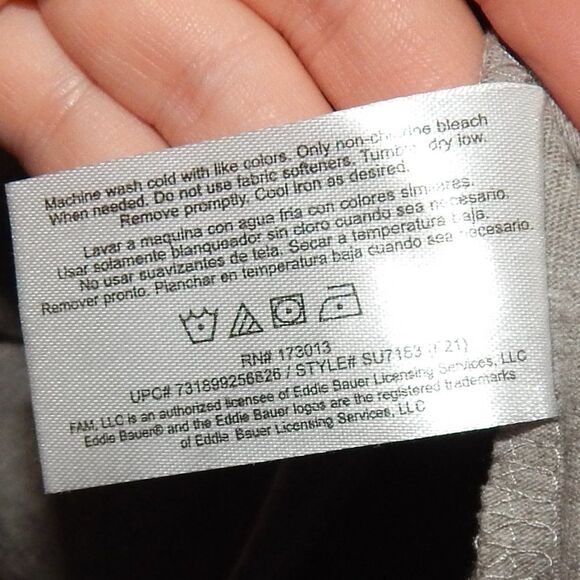 Machine wash cold with like colors. Only non-chlorine bleach
When needed. Do not use fabric softeners. Tumble dry low.
Remove promptly. Cool Iron as desired.
Lavar a maquina con agua fria con colores similares.
Usar solamente blanqueador sin cloro cuando sea necesario.
No usar suavizantes de tela. Secar a temperatura baja.
Remover pronto. Planchar en temperatura baja cuando sea necesario.
RN# 173013
UPC# 731899256826 / STYLE# SU7163 (F21)
FAM, LLC is an authorized licensee of Eddie Bauer Licensing Services, LLC
Eddie Bauer® and the Eddie Bauer logos are the registered trademarks
of Eddie Bauer Licensing Services, LLC